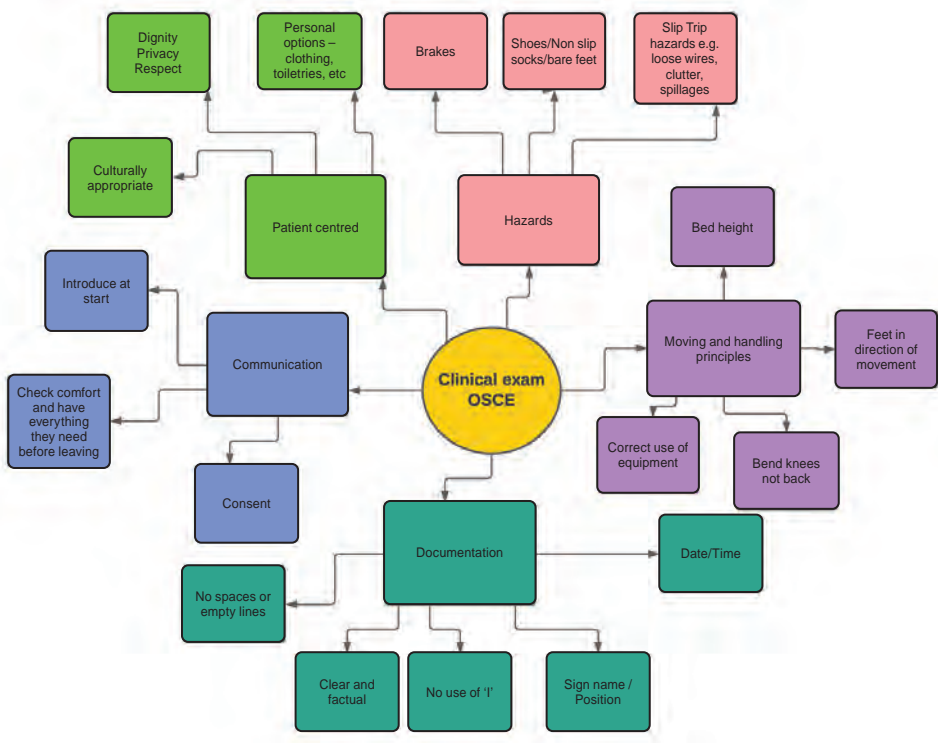 Dignity
Privacy
Respect
Personal
options –
clothing,
toiletries, etc
Brakes
Shoes/Non slip
socks/bare feet
Slip Trip
hazards e.g.
loose wires,
clutter,
spillages
Culturally
appropriate
Patient centred
Hazards
Bed height
Introduce at
start
Communication
Moving and handling
principles
Feet in
direction of
movement
Clinical exam
OSCE
Check comfort
and have
everything
they need
before leaving
Correct use of
equipment
Bend knees
not back
Consent
Documentation
Date/Time
No spaces or
empty lines
Clear and
factual
No use of ‘I’
Sign name /
Position